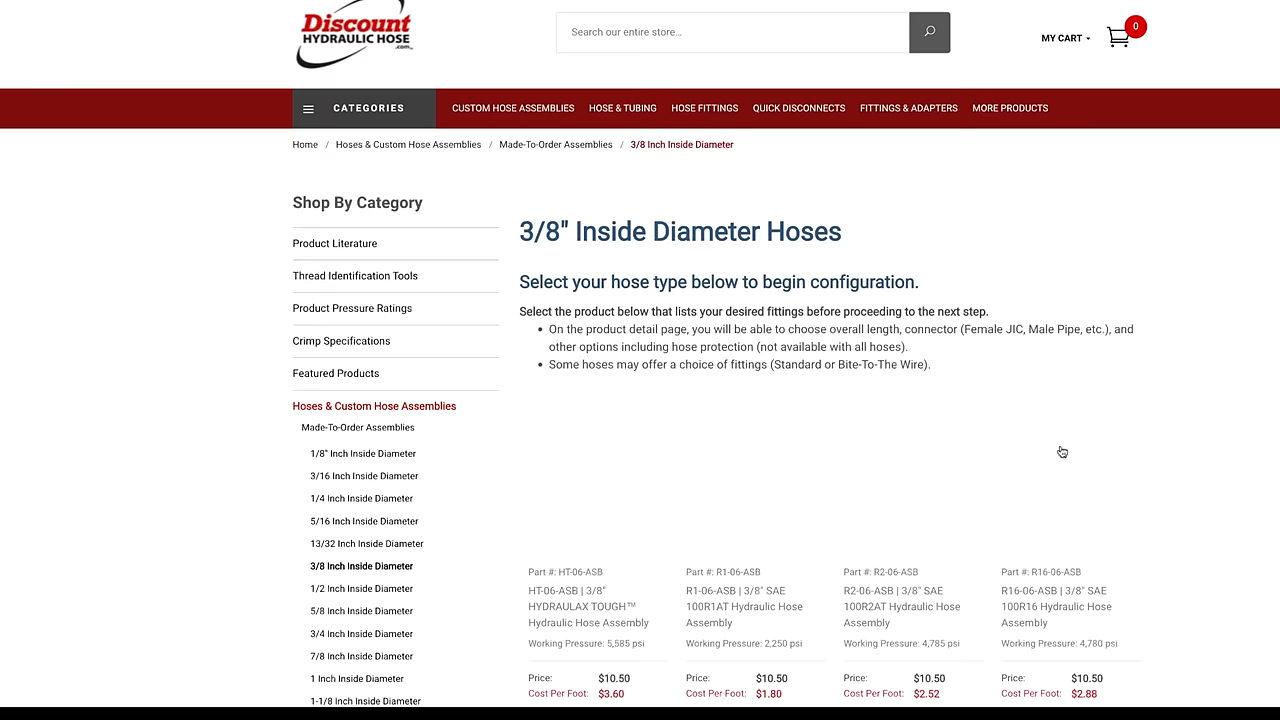 Discount
HYDRAULIC HOSE
.com
Search our entire store...
MY CART
0
CATEGORIES
CUSTOM HOSE ASSEMBLIES
HOSE & TUBING
HOSE FITTINGS
QUICK DISCONNECTS
FITTINGS & ADAPTERS
MORE PRODUCTS
Home / Hoses & Custom Hose Assemblies / Made-To-Order Assemblies / 3/8 Inch Inside Diameter
Shop By Category
Product Literature
Thread Identification Tools
Product Pressure Ratings
Crimp Specifications
Featured Products
Hoses & Custom Hose Assemblies
Made-To-Order Assemblies
1/8" Inch Inside Diameter
3/16 Inch Inside Diameter
1/4 Inch Inside Diameter
5/16 Inch Inside Diameter
13/32 Inch Inside Diameter
3/8 Inch Inside Diameter
1/2 Inch Inside Diameter
5/8 Inch Inside Diameter
3/4 Inch Inside Diameter
7/8 Inch Inside Diameter
1 Inch Inside Diameter
1-1/8 Inch Inside Diameter
3/8" Inside Diameter Hoses
Select your hose type below to begin configuration.
Select the product below that lists your desired fittings before proceeding to the next step.
• On the product detail page, you will be able to choose overall length, connector (Female JIC, Male Pipe, etc.), and
other options including hose protection (not available with all hoses).
• Some hoses may offer a choice of fittings (Standard or Bite-To-The Wire).
Part #: HT-06-ASB
HT-06-ASB | 3/8"
HYDRAULAX TOUGH™
Hydraulic Hose Assembly
Working Pressure: 5,585 psi
Price: $10.50
Cost Per Foot: $3.60
Part #: R1-06-ASB
R1-06-ASB | 3/8" SAE
100R1AT Hydraulic Hose
Assembly
Working Pressure: 2,250 psi
Price: $10.50
Cost Per Foot: $1.80
Part #: R2-06-ASB
R2-06-ASB | 3/8" SAE
100R2AT Hydraulic Hose
Assembly
Working Pressure: 4,785 psi
Price: $10.50
Cost Per Foot: $2.52
Part #: R16-06-ASB
R16-06-ASB | 3/8" SAE
100R16 Hydraulic Hose
Assembly
Working Pressure: 4,780 psi
Price: $10.50
Cost Per Foot: $2.88